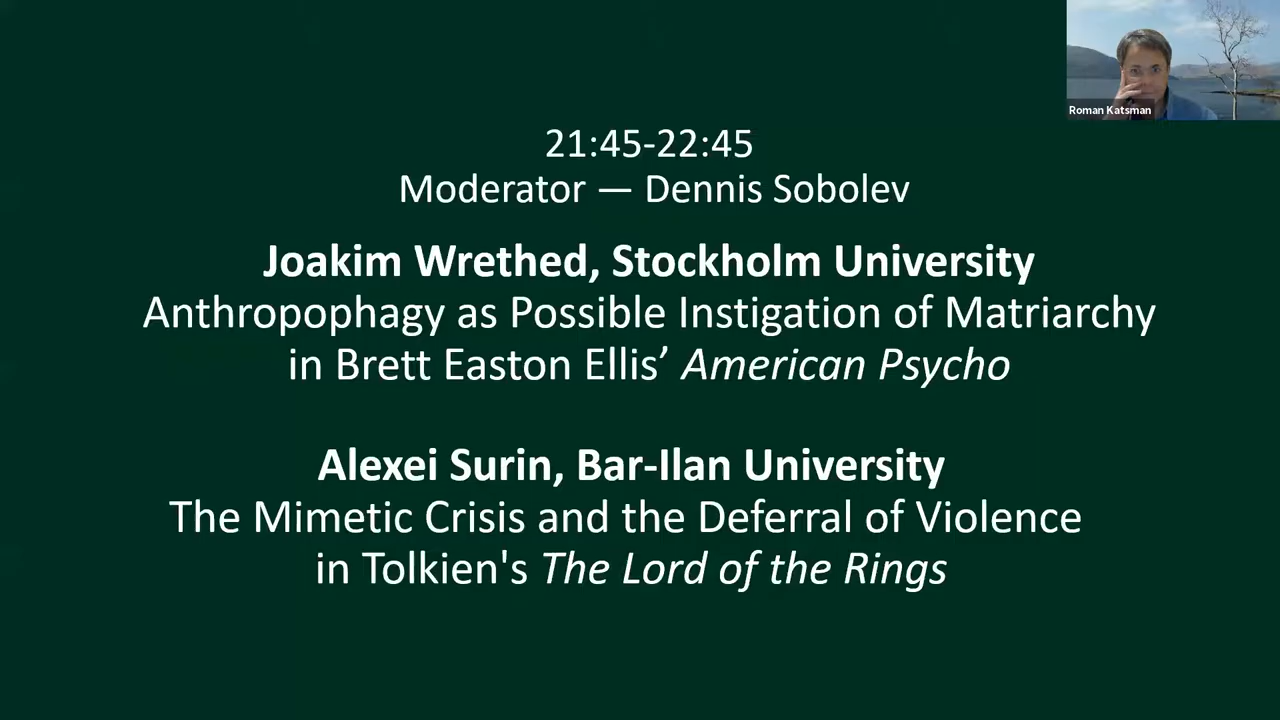 Roman Katsman
21:45-22:45
Moderator — Dennis Sobolev
Joakim Wrethed, Stockholm University
Anthropophagy as Possible Instigation of Matriarchy
in Brett Easton Ellis’ American Psycho
Alexei Surin, Bar-Ilan University
The Mimetic Crisis and the Deferral of Violence
in Tolkien's The Lord of the Rings